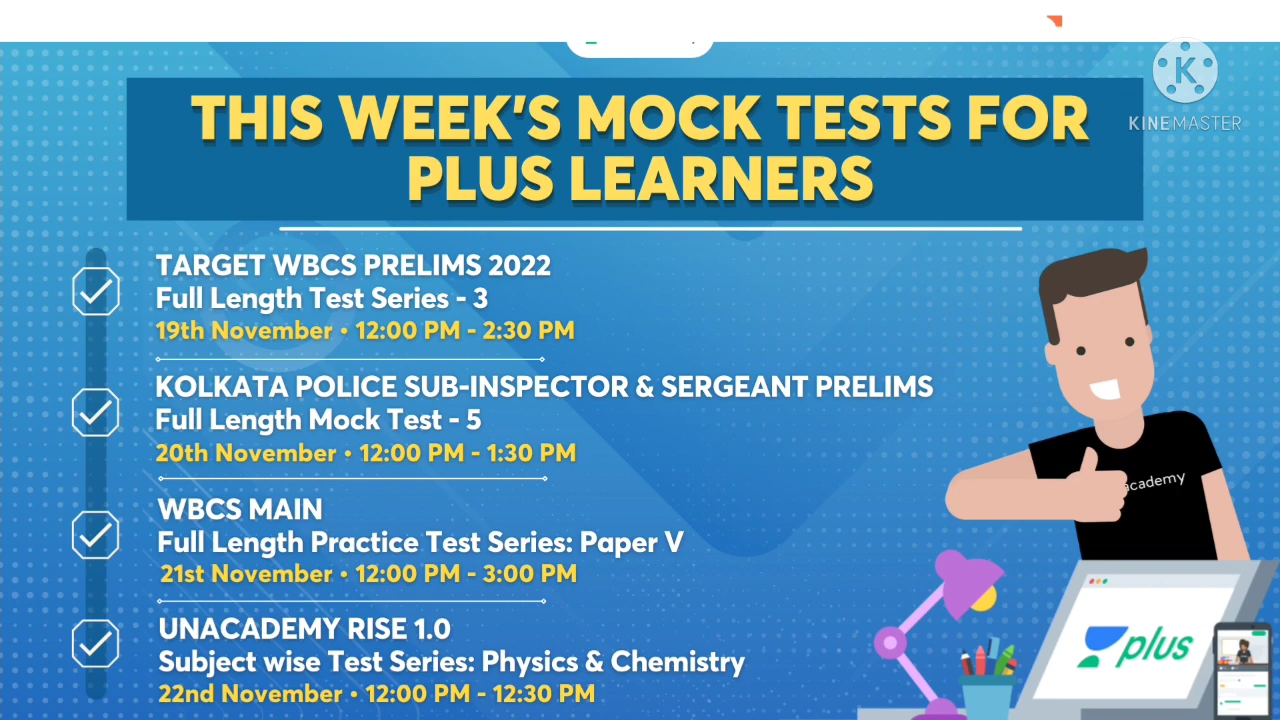 K
KINEMASTER
THIS WEEK'S MOCK TESTS FOR
PLUS LEARNERS
TARGET WBCS PRELIMS 2022
Full Length Test Series - 3
19th November • 12:00 PM - 2:30 PM
KOLKATA POLICE SUB-INSPECTOR & SERGEANT PRELIMS
Full Length Mock Test - 5
20th November • 12:00 PM - 1:30 PM
WBCS MAIN
Full Length Practice Test Series: Paper V
21st November • 12:00 PM - 3:00 PM
UNACADEMY RISE 1.0
Subject wise Test Series: Physics & Chemistry
22nd November • 12:00 PM - 12:30 PM
academy
plus